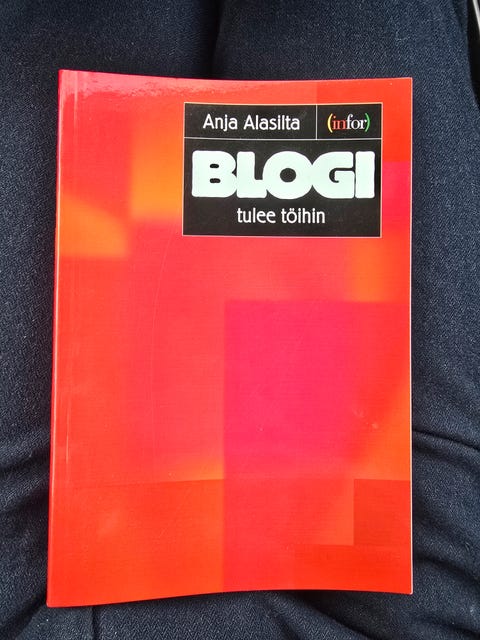 Anja Alasilta
(infor)
BLOGI
tulee töihin